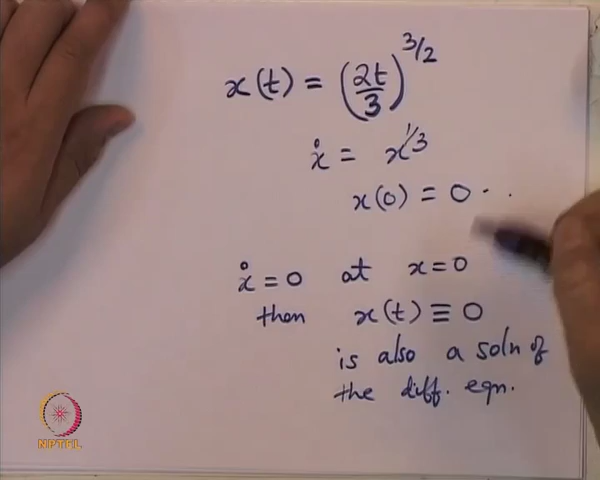 x(t) = (2t/3)^3/2
ẋ = x^1/3
x(0) = 0 . .
ẋ = 0 at x = 0
then x(t) ≡ 0
is also a soln of
the diff. eqn.
NPTEL